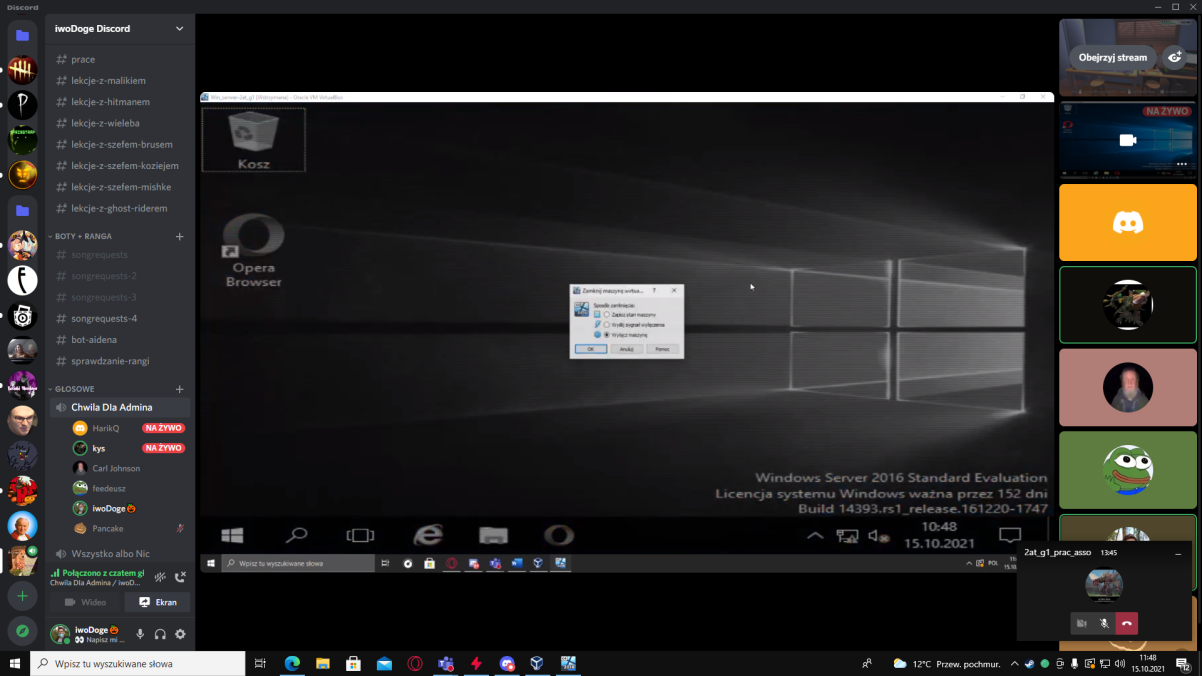 Discord
iwoDoge Discord
prace
lekcje-z-malikiem
lekcje-z-hitmanem
lekcje-z-wieleba
lekcje-z-szefem-brusem
lekcje-z-szefem-koziejem
lekcje-z-szefem-mishke
lekcje-z-ghost-riderem
BOTY + RANGA
songrequests
songrequests-2
songrequests-3
songrequests-4
bot-aidena
sprawdzanie-rangi
GŁOSOWE
Chwila Dla Admina
HarikQ NA ŻYWO
kys NA ŻYWO
Carl Johnson
feedeusz
iwoDoge
Pancake
Wszystko albo Nic
Połączono z czatem gł
Chwila Dla Admina / iwoD...
Wideo Ekran
iwoDoge
Napisz mi ...
Win_serwer-2at_g1 [Wstrzymana] - Oracle VM VirtualBox
Kosz
Opera
Browser
Zamknij maszynę wirtua...
Sposób zamknięcia:
Zapisz stan maszyny
Wyślij sygnał wyłączenia
Wyłącz maszynę
OK Anuluj Pomoc
Windows Server 2016 Standard Evaluation
Licencja systemu Windows ważna przez 152 dni
Build 14393.rs1_release.161220-1747
10:48
15.10.2021
Wpisz tu wyszukiwane słowa
POL
Obejrzyj stream
NA ŻYWO
2at_g1_prac_asso 13:45
Wpisz tu wyszukiwane słowa
12°C Przew. pochmur.
11:48
15.10.2021
12